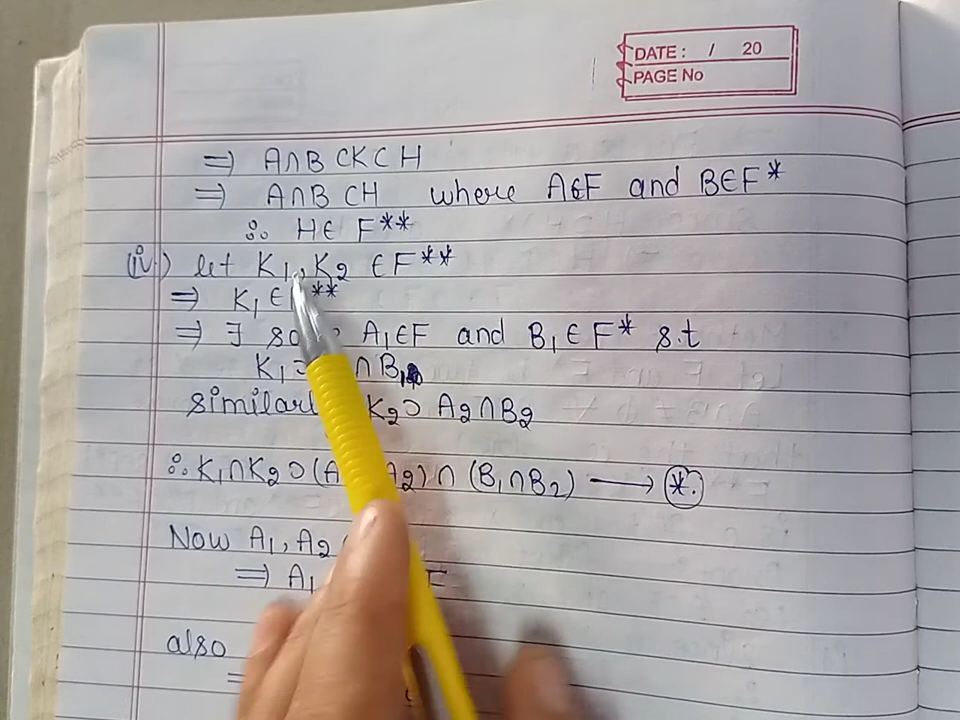 DATE : / 20
PAGE No
⇒ A∩B ⊂ K ⊂ H
⇒ A∩B ⊂ H where A∈F and B∈F*
∴ H∈ F**
(iv) let K₁, K₂ ∈ F**
⇒ K₁ ∈ **
⇒ ∃ A₁∈F and B₁∈F* s.t
K₁ ⊃ ∩ B₁
K₂ ⊃ A₂∩B₂
∴ K₁∩K₂ ⊃ (A A₂) ∩ (B₁∩B₂) ⟶ (*.)
Now A₁, A₂
⇒ A₁ F
also
=